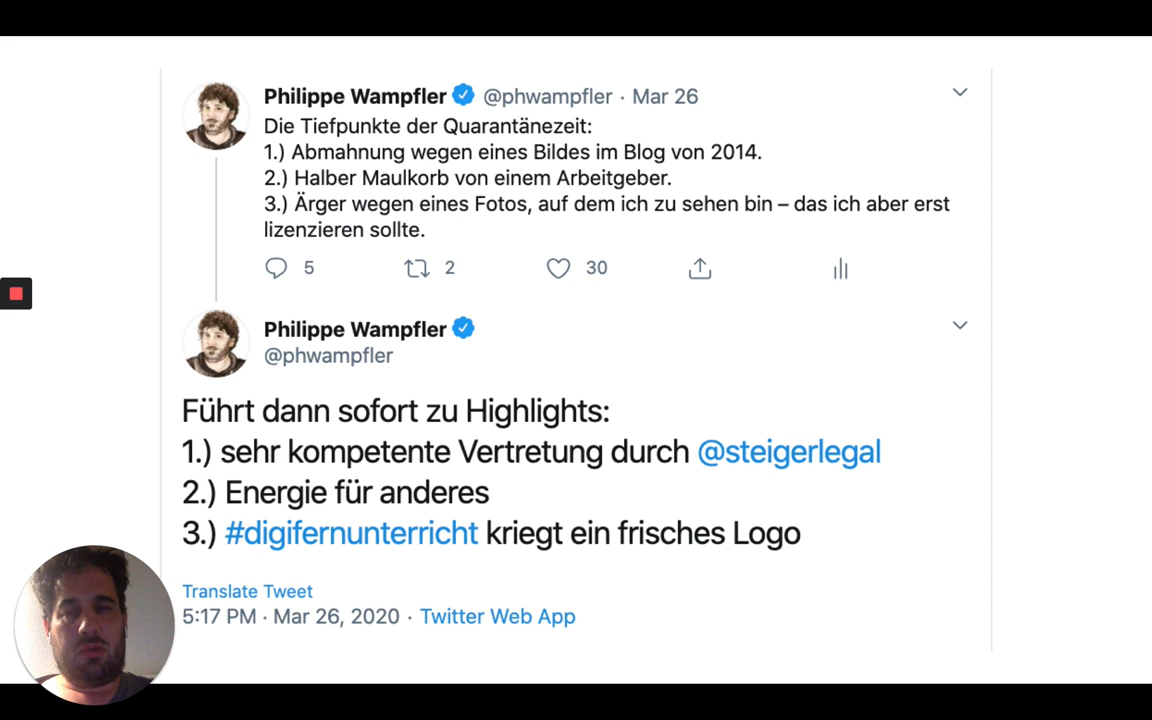 Philippe Wampfler @phwampfler · Mar 26
Die Tiefpunkte der Quarantänezeit:
1.) Abmahnung wegen eines Bildes im Blog von 2014.
2.) Halber Maulkorb von einem Arbeitgeber.
3.) Ärger wegen eines Fotos, auf dem ich zu sehen bin – das ich aber erst
lizenzieren sollte.
5 2 30
Philippe Wampfler
@phwampfler
Führt dann sofort zu Highlights:
1.) sehr kompetente Vertretung durch @steigerlegal
2.) Energie für anderes
3.) #digifernunterricht kriegt ein frisches Logo
Translate Tweet
5:17 PM · Mar 26, 2020 · Twitter Web App